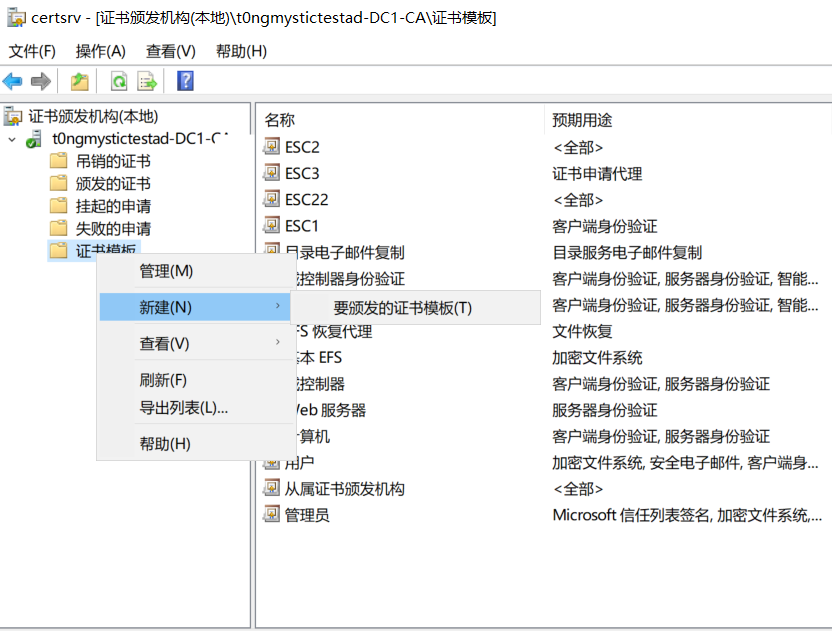 certsrv - [证书颁发机构(本地)\t0ngmystictestad-DC1-CA\证书模板]
文件(F) 操作(A) 查看(V) 帮助(H)
证书颁发机构(本地)
t0ngmystictestad-DC1-
吊销的证书
颁发的证书
挂起的申请
失败的申请
证书模板
管理(M)
新建(N)
查看(V)
刷新(F)
导出列表(L)...
帮助(H)
要颁发的证书模板(T)
名称 预期用途
ESC2 <全部>
ESC3 证书申请代理
ESC22 <全部>
ESC1 客户端身份验证
目录电子邮件复制 目录服务电子邮件复制
控制器身份验证 客户端身份验证, 服务器身份验证, 智能...
客户端身份验证, 服务器身份验证, 智能...
FS 恢复代理 文件恢复
本 EFS 加密文件系统
控制器 客户端身份验证, 服务器身份验证
Web 服务器 服务器身份验证
计算机 客户端身份验证, 服务器身份验证
用户 加密文件系统, 安全电子邮件, 客户端身...
从属证书颁发机构 <全部>
管理员 Microsoft 信任列表签名, 加密文件系统,...